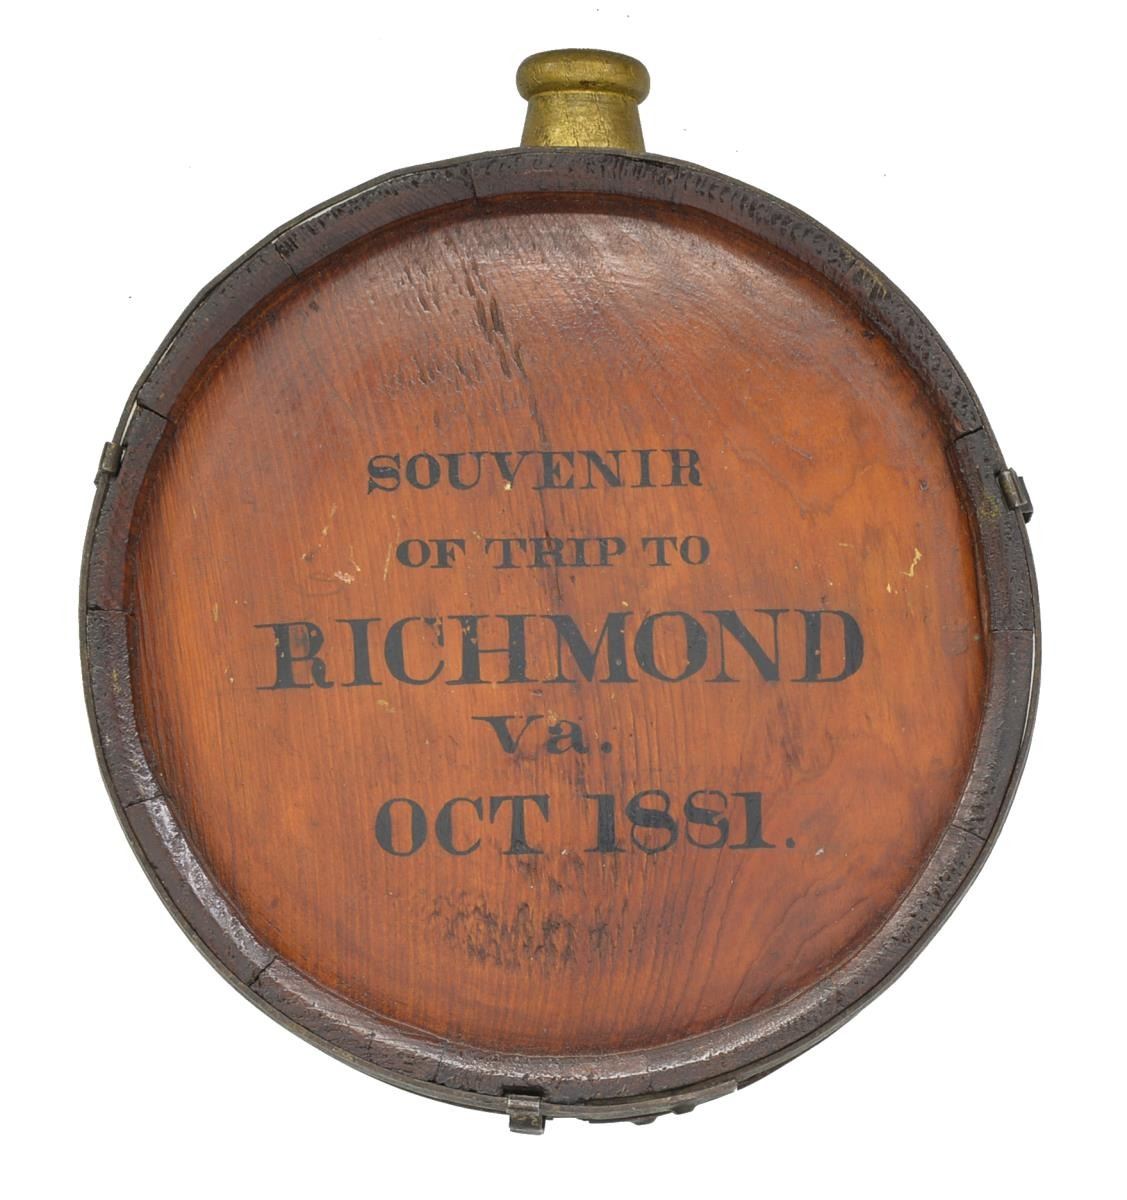 SOUVENIR
OF TRIP TO
RICHMOND
Va.
OCT 1881.